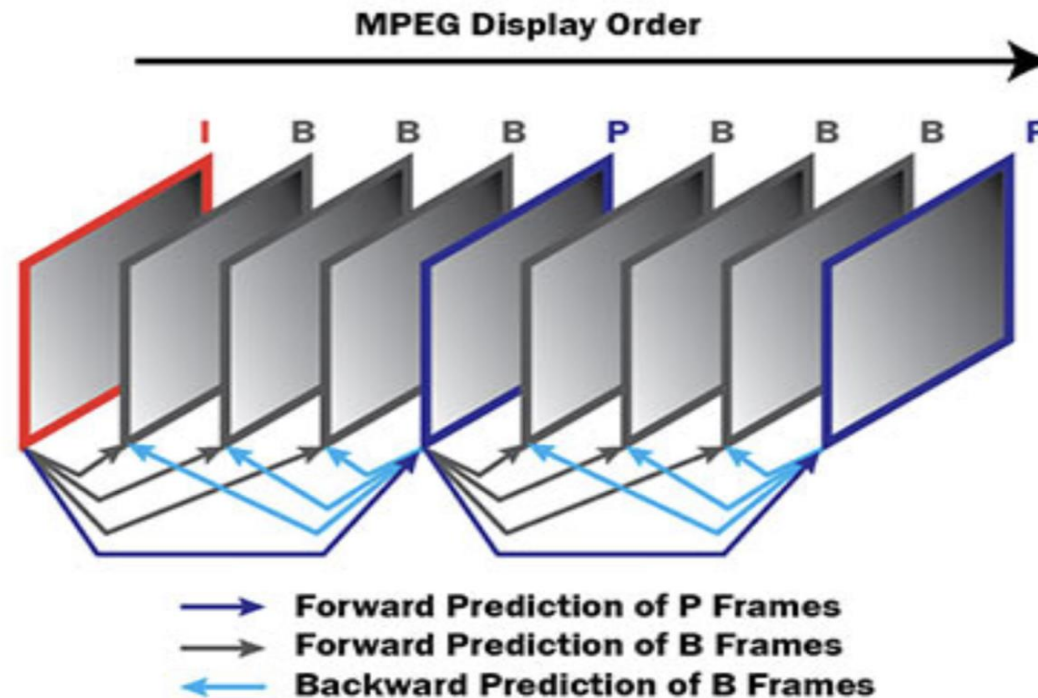 MPEG Display Order
I B B B P B B B P
Forward Prediction of P Frames
Forward Prediction of B Frames
Backward Prediction of B Frames